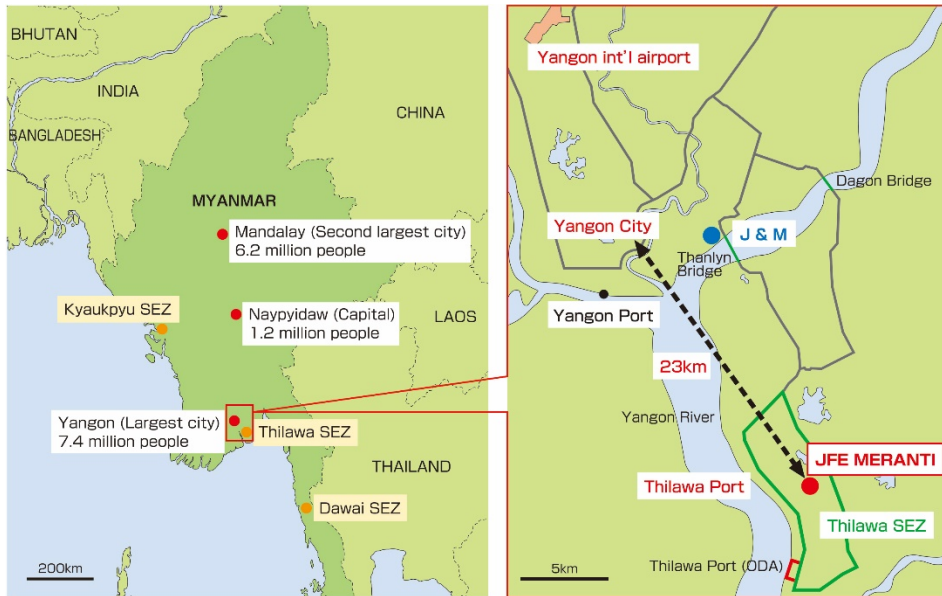 BHUTAN
INDIA
BANGLADESH
CHINA
MYANMAR
Mandalay (Second largest city)
6.2 million people
Kyaukpyu SEZ
Naypyidaw (Capital)
1.2 million people
LAOS
Yangon (Largest city)
7.4 million people
Thilawa SEZ
THAILAND
Dawai SEZ
200km
Yangon int'l airport
Dagon Bridge
Yangon City
J & M
Thanlyn
Bridge
Yangon Port
23km
Yangon River
JFE MERANTI
Thilawa Port
Thilawa SEZ
Thilawa Port (ODA)
5km